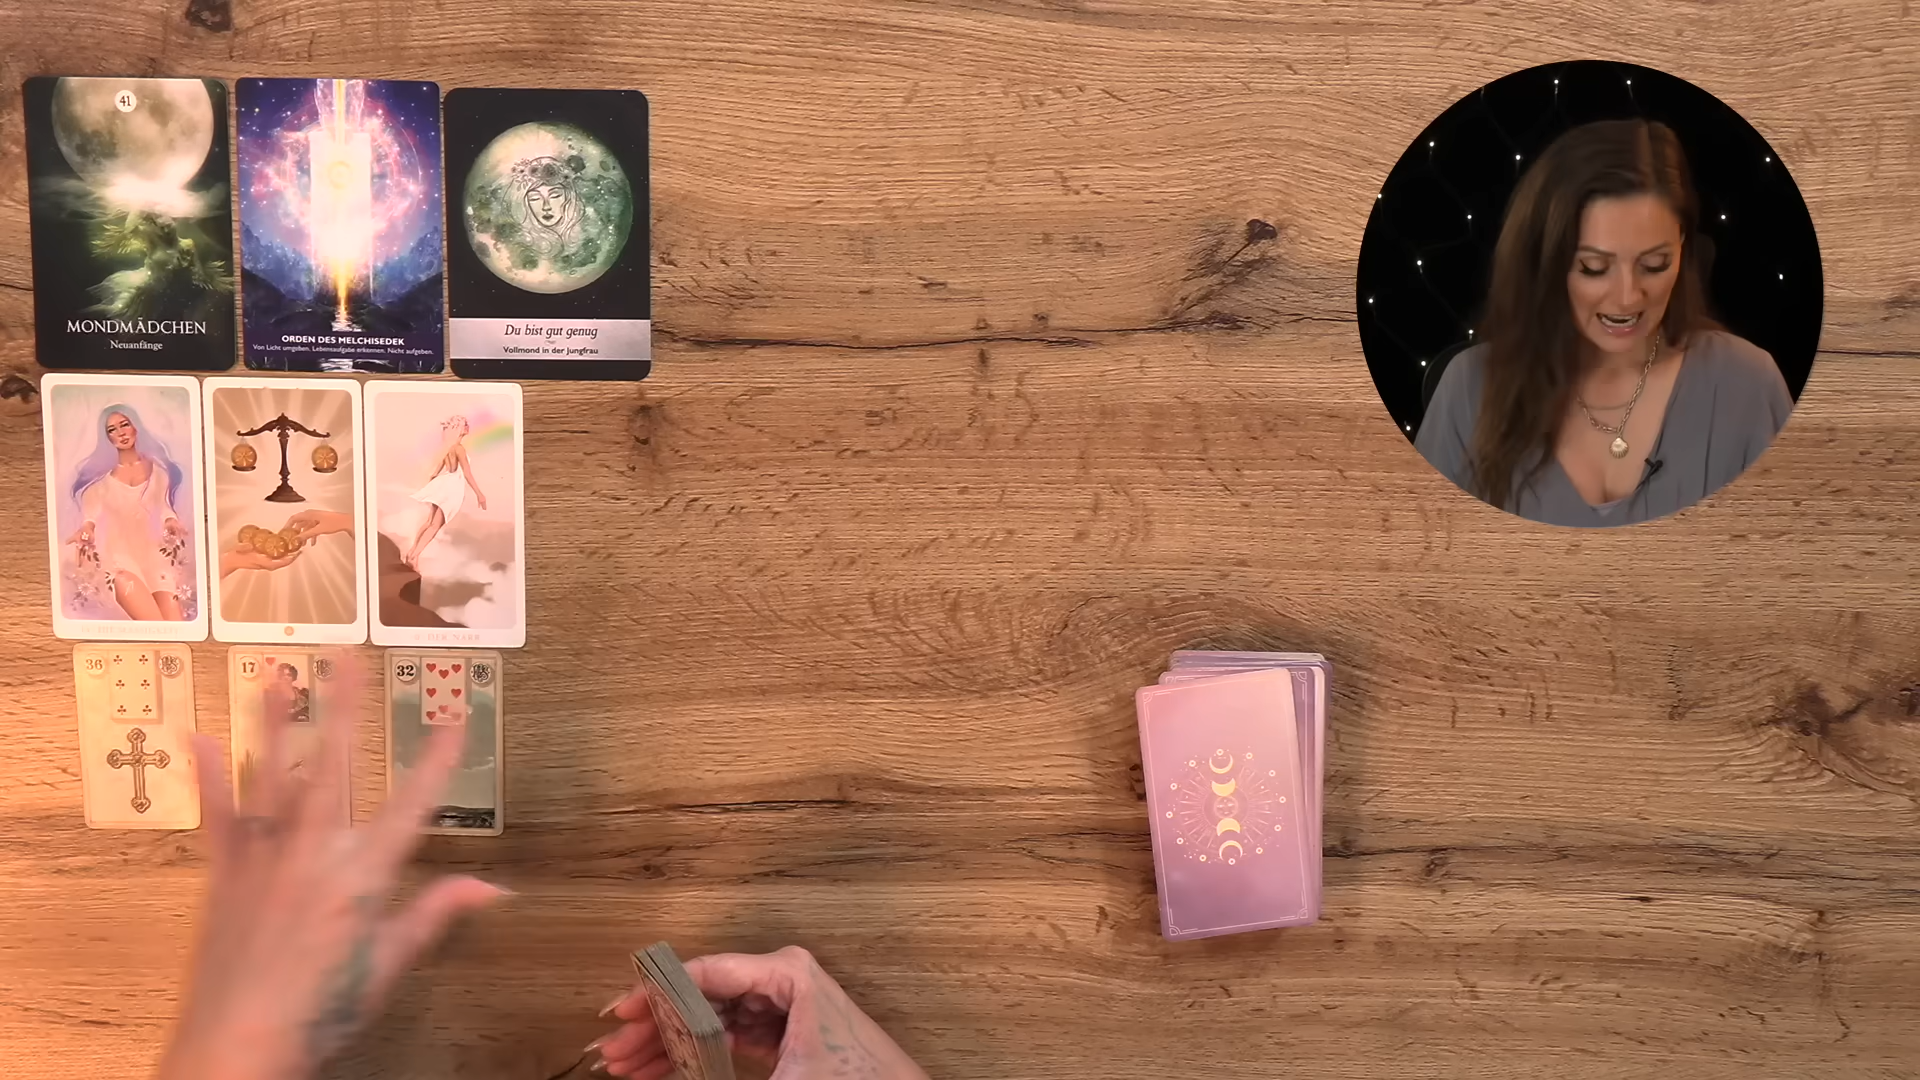 41
MONDMÄDCHEN
Neuanfänge
ORDEN DES MELCHISEDEK
Von Licht umgeben. Lebensaufgabe erkennen. Nicht aufgeben.
Du bist gut genug
Vollmond in der Jungfrau
0 DER NARR
36
17
32